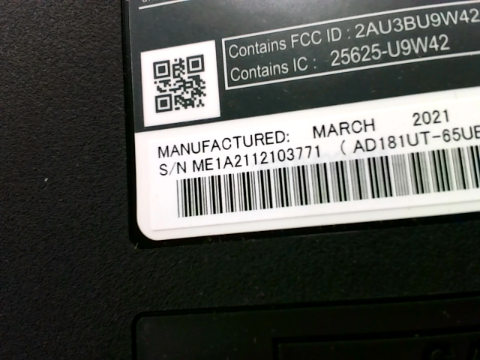 Contains FCC ID : 2AU3BU9W42
Contains IC : 25625-U9W42
MANUFACTURED: MARCH 2021
S/N ME1A2112103771 ( AD181UT-65UE